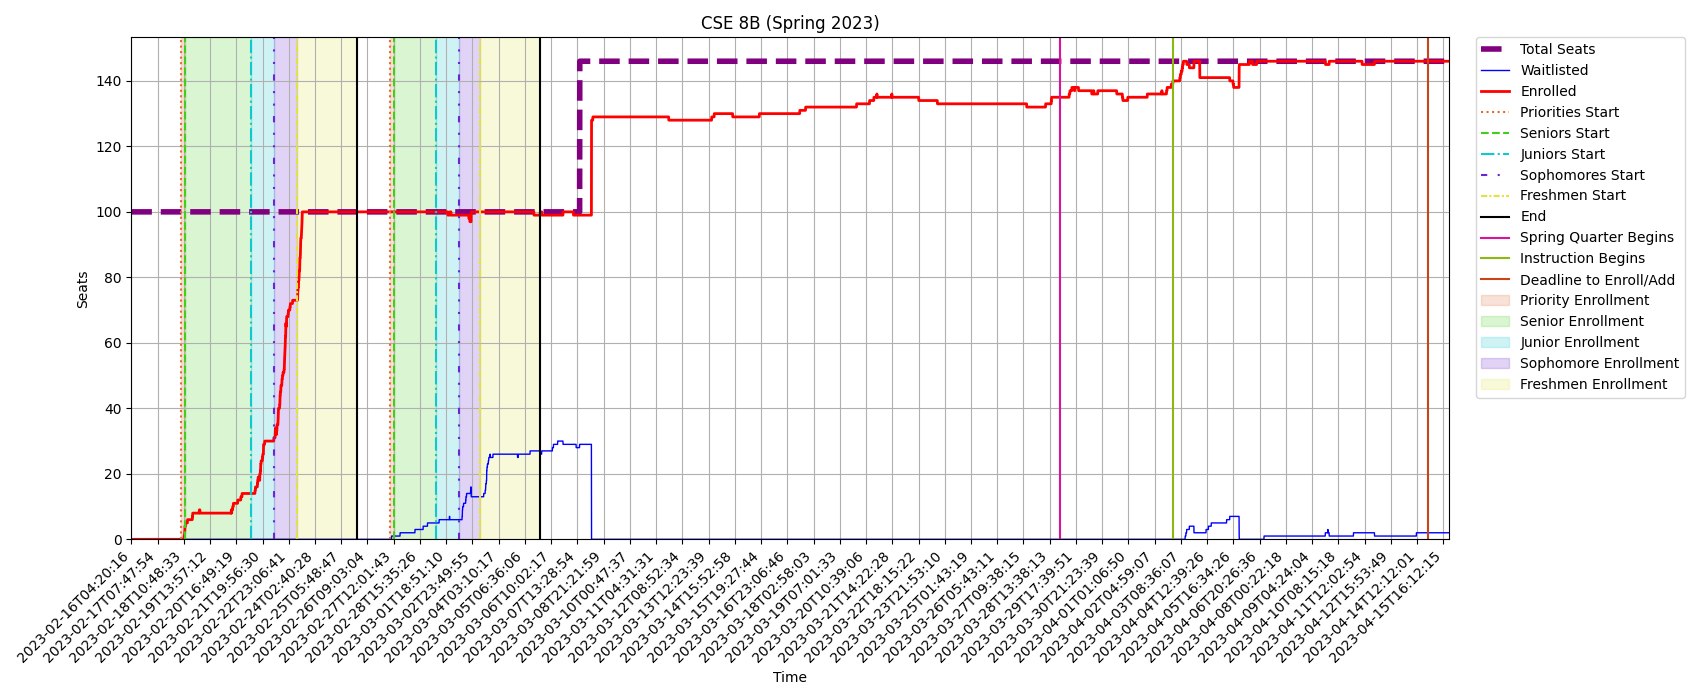 CSE 8B (Spring 2023)
Seats
140
120
100
80
60
40
20
0
2023-02-16T04:20:16
2023-02-17T07:47:54
2023-02-18T10:48:33
2023-02-19T13:57:12
2023-02-20T16:49:19
2023-02-21T19:56:30
2023-02-22T23:06:41
2023-02-24T02:40:28
2023-02-25T05:48:47
2023-02-26T09:03:04
2023-02-27T12:01:43
2023-02-28T15:35:26
2023-03-01T18:51:10
2023-03-02T23:49:55
2023-03-04T03:10:17
2023-03-05T06:36:06
2023-03-06T10:02:17
2023-03-07T13:28:54
2023-03-08T21:21:59
2023-03-10T00:47:37
2023-03-11T04:31:31
2023-03-12T08:52:34
2023-03-13T12:23:39
2023-03-14T15:52:58
2023-03-15T19:27:44
2023-03-16T23:06:46
2023-03-18T02:58:03
2023-03-19T07:01:33
2023-03-20T10:39:06
2023-03-21T14:22:28
2023-03-22T18:15:22
2023-03-23T21:53:10
2023-03-25T01:43:19
2023-03-26T05:43:11
2023-03-27T09:38:15
2023-03-28T13:38:13
2023-03-29T17:39:51
2023-03-30T21:23:39
2023-04-01T01:06:50
2023-04-02T04:59:07
2023-04-03T08:36:07
2023-04-04T12:39:26
2023-04-05T16:34:26
2023-04-06T20:26:36
2023-04-08T00:22:18
2023-04-09T04:24:04
2023-04-10T08:15:18
2023-04-11T12:02:54
2023-04-12T15:53:49
2023-04-14T12:12:01
2023-04-15T16:12:15
Time
Total Seats
Waitlisted
Enrolled
Priorities Start
Seniors Start
Juniors Start
Sophomores Start
Freshmen Start
End
Spring Quarter Begins
Instruction Begins
Deadline to Enroll/Add
Priority Enrollment
Senior Enrollment
Junior Enrollment
Sophomore Enrollment
Freshmen Enrollment